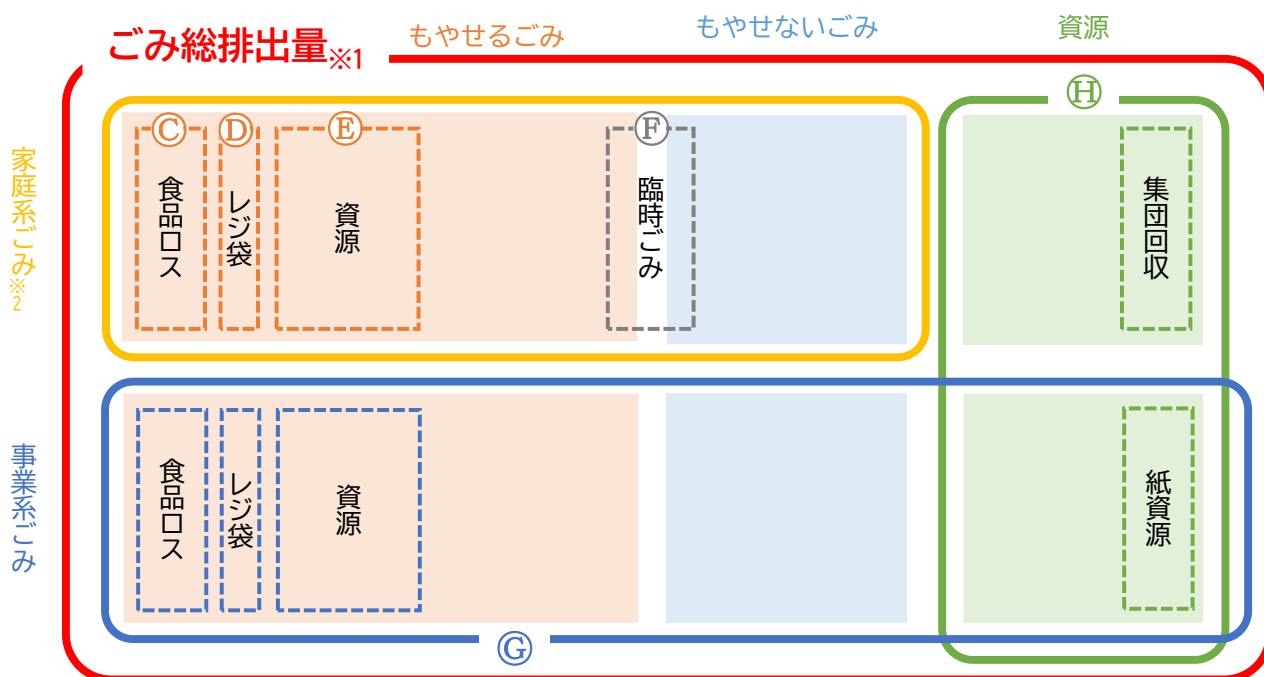 ごみ総排出量※1
もやせるごみ
もやせないごみ
資源
家庭系ごみ※2
Ⓒ
Ⓓ
Ⓔ
Ⓕ
Ⓗ
食品ロス
レジ袋
資源
臨時ごみ
集団回収
事業系ごみ
食品ロス
レジ袋
資源
紙資源
Ⓖ